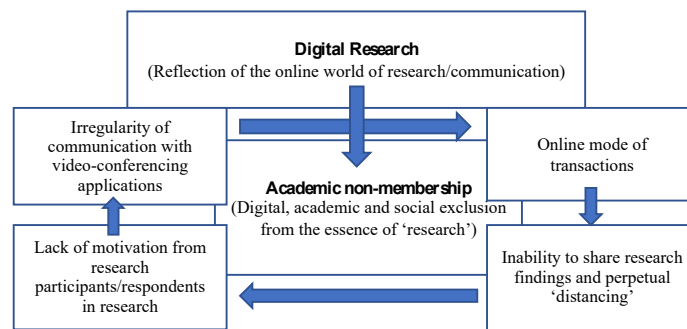 Digital Research
(Reflection of the online world of research/communication)
Irregularity of
communication with
video-conferencing
applications
Online mode of
transactions
Academic non-membership
(Digital, academic and social exclusion
from the essence of ‘research’)
Lack of motivation from
research
participants/respondents
in research
Inability to share research
findings and perpetual
‘distancing’